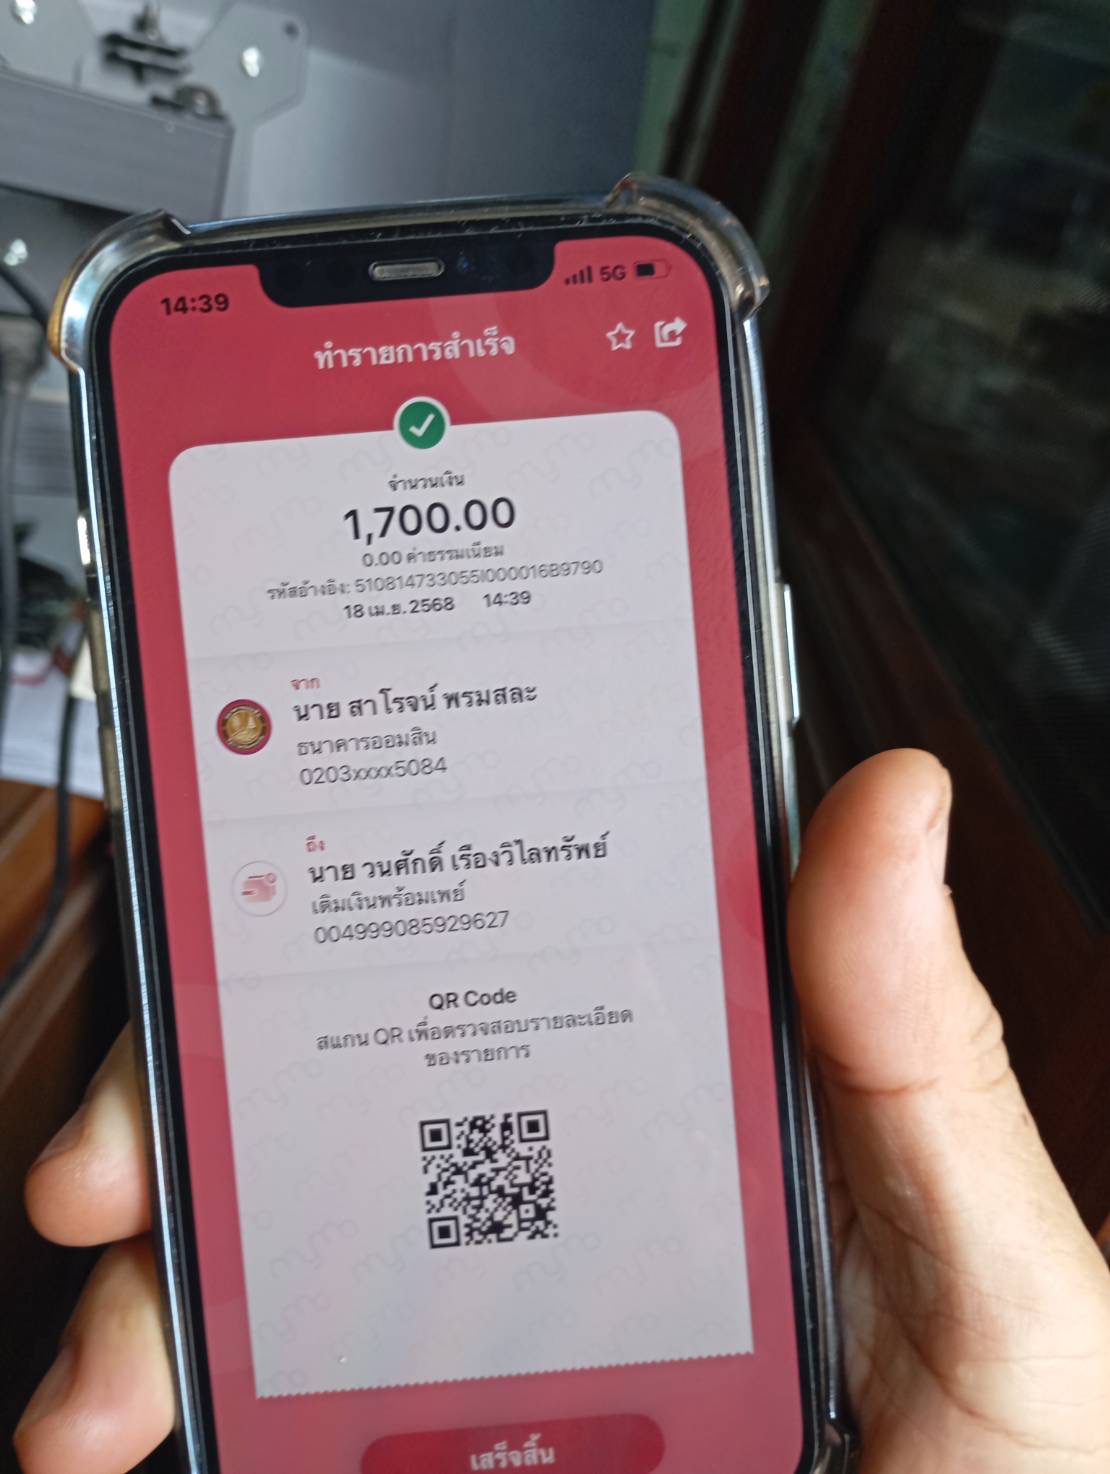 14:39
5G
ทำรายการสำเร็จ
จำนวนเงิน
1,700.00
0.00 ค่าธรรมเนียม
รหัสอ้างอิง: 510814733055I000016B9790
18 เม.ย. 2568 14:39
จาก
นาย สาโรจน์ พรมสละ
ธนาคารออมสิน
0203xxxx5084
ถึง
นาย วนศักดิ์ เรืองวิไลทรัพย์
เติมเงินพร้อมเพย์
004999085929627
QR Code
สแกน QR เพื่อตรวจสอบรายละเอียด
ของรายการ
เสร็จสิ้น